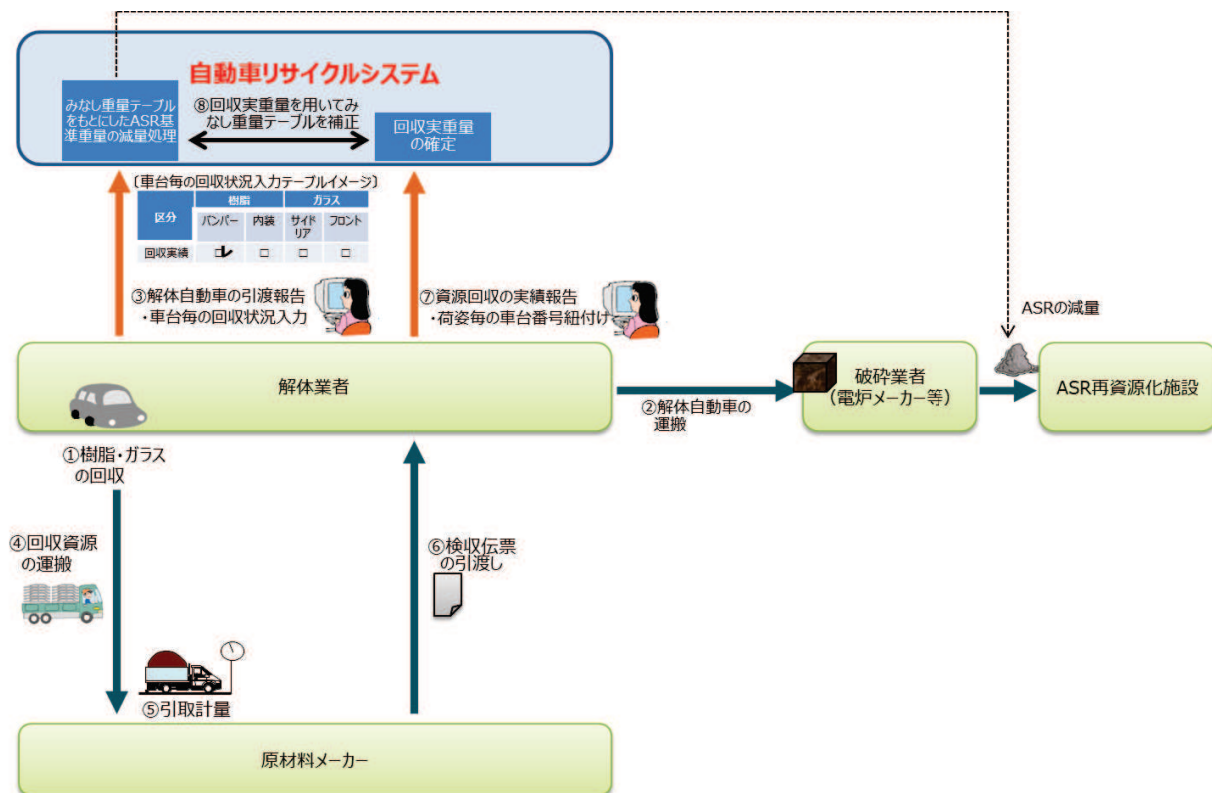 自動車リサイクルシステム
みなし重量テーブル
をもとにしたASR基
準重量の減量処理
⑧回収実重量を用いてみ
なし重量テーブルを補正
回収実重量
の確定
〔車台毎の回収状況入力テーブルイメージ〕
区分
樹脂
ガラス
バンパー
内装
サイド
リア
フロント
回収実績
□
□
□
③解体自動車の引渡報告
・車台毎の回収状況入力
⑦資源回収の実績報告
・荷姿毎の車台番号紐付け
ASRの減量
解体業者
②解体自動車の
運搬
破砕業者
(電炉メーカー等)
ASR再資源化施設
①樹脂・ガラス
の回収
④回収資源
の運搬
⑥検収伝票
の引渡し
⑤引取計量
原材料メーカー